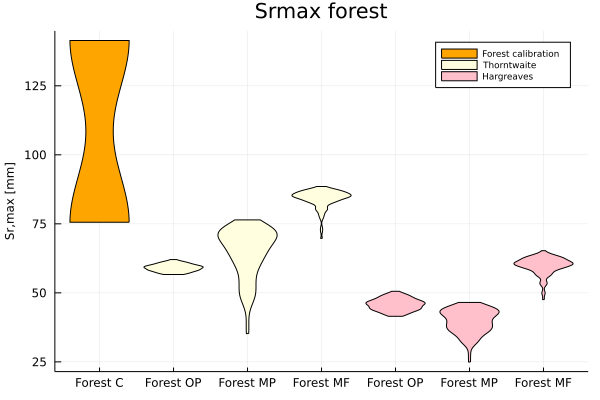 Srmax forest
Forest calibration
Thorntwaite
Hargreaves
Sr,max [mm]
125
100
75
50
25
Forest C Forest OP Forest MP Forest MF Forest OP Forest MP Forest MF